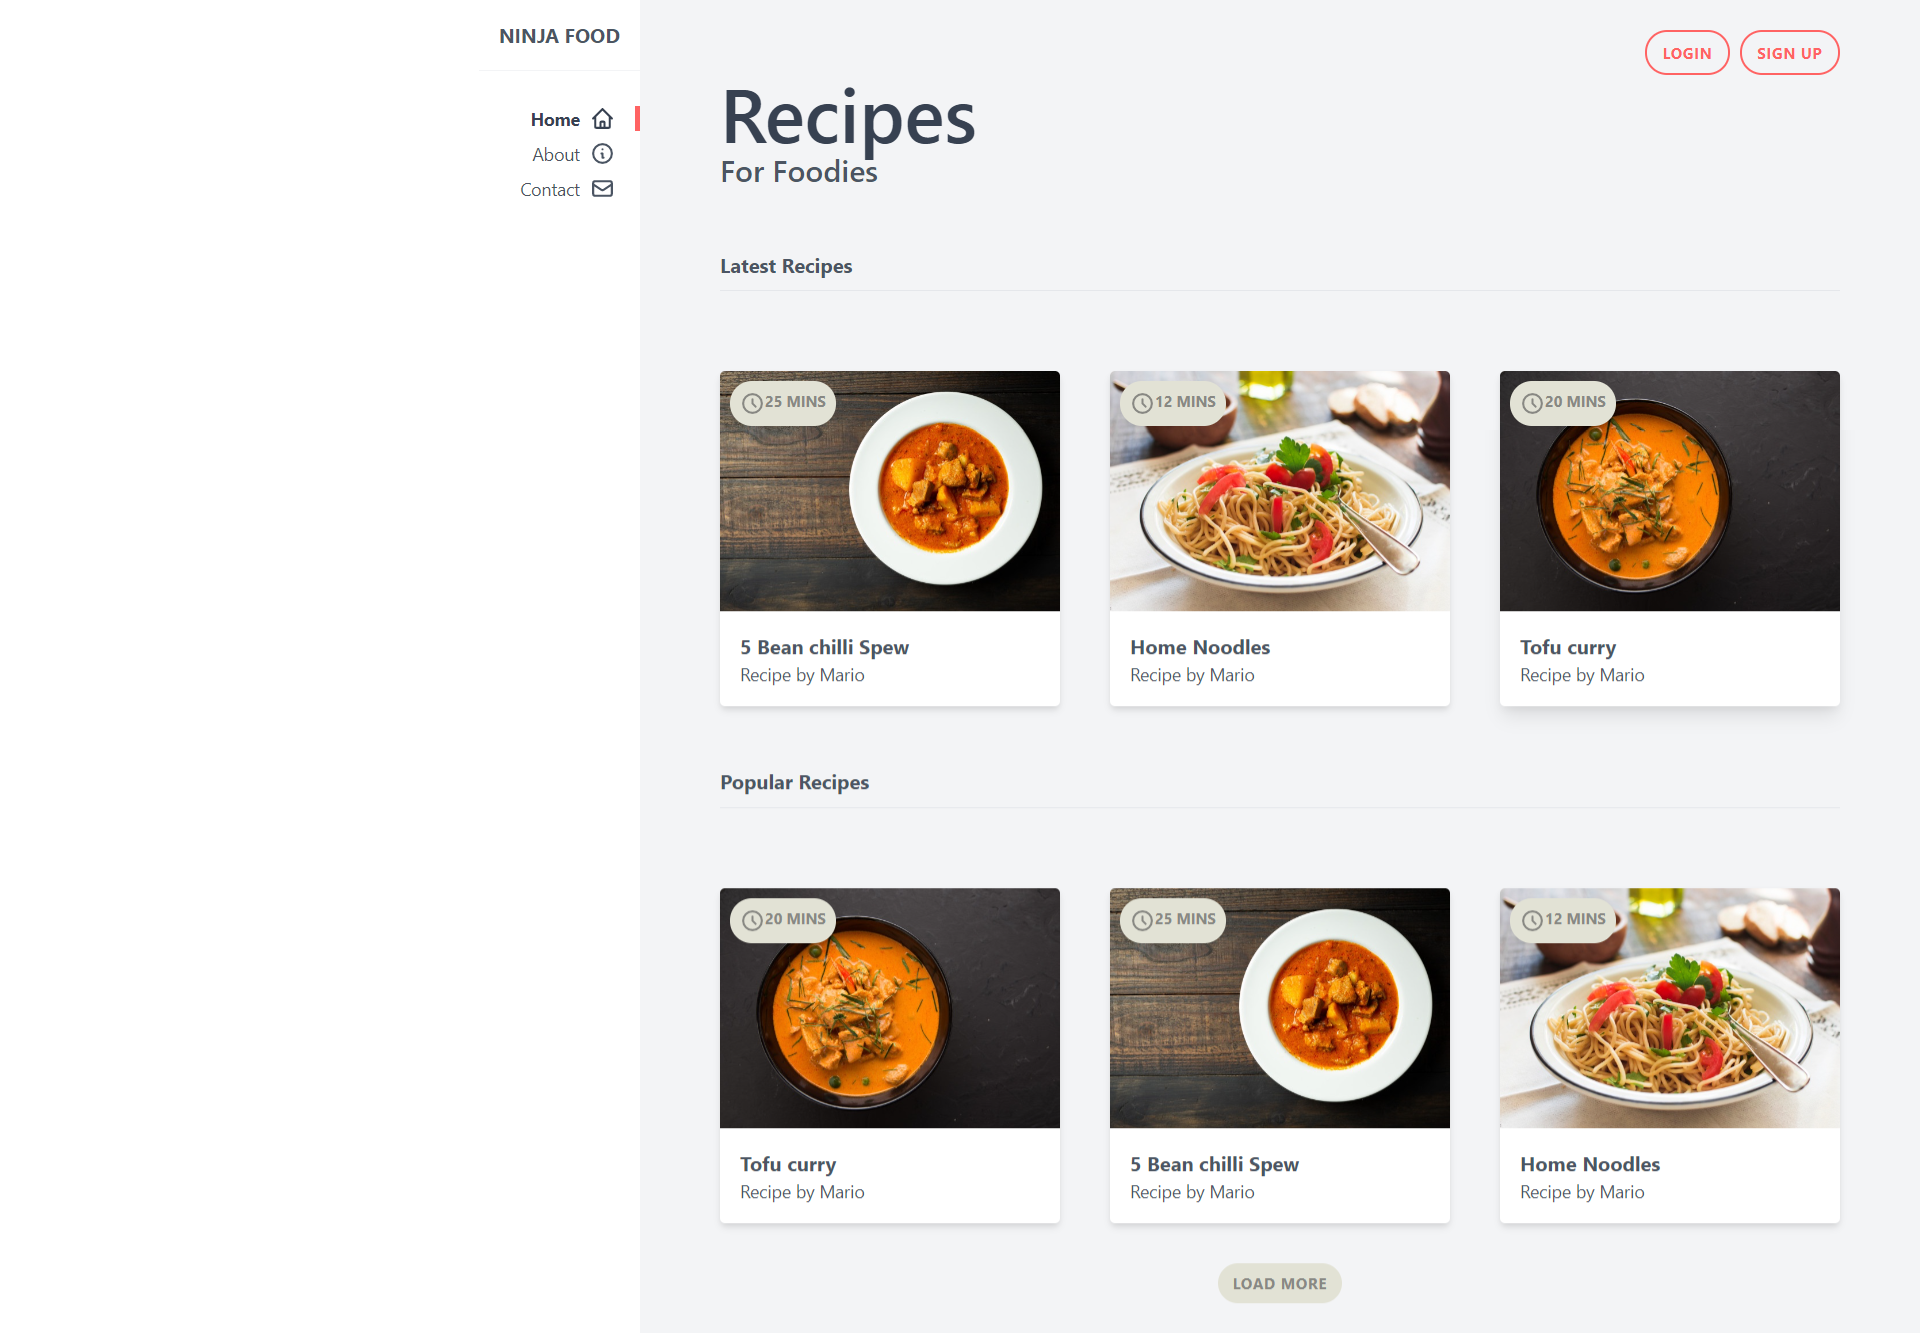 NINJA FOOD
Home
About
Contact
LOGIN
SIGN UP
Recipes
For Foodies
Latest Recipes
25 MINS
12 MINS
20 MINS
5 Bean chilli Spew
Recipe by Mario
Home Noodles
Recipe by Mario
Tofu curry
Recipe by Mario
Popular Recipes
20 MINS
25 MINS
12 MINS
Tofu curry
Recipe by Mario
5 Bean chilli Spew
Recipe by Mario
Home Noodles
Recipe by Mario
LOAD MORE